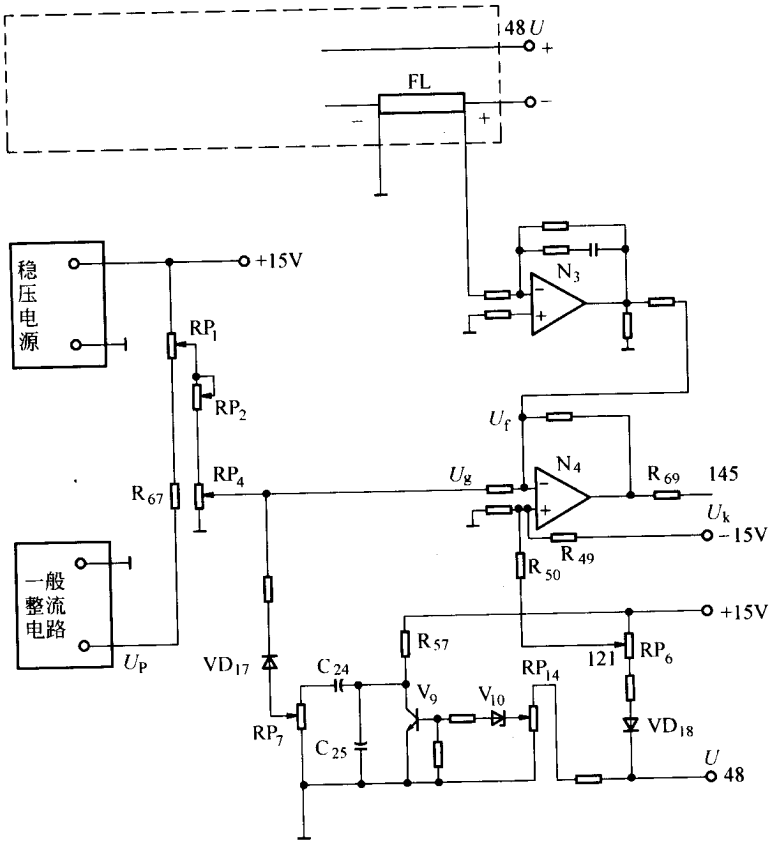 48U
+
FL
−
− +
稳压电源
+15V
N3
RP1
RP2
Uf
RP4
Ug
N4
R69 145
R67
−
+
Uk
−15V
R49
R50
一般整流电路
+15V
R57
UP
121 RP6
VD17
C24
RP14
V9
V10
RP7
C25
VD18
U
48